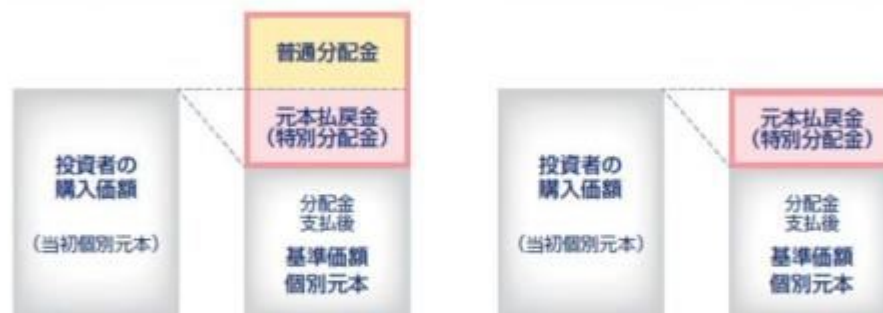 普通分配金
元本払戻金
(特別分配金)
投資者の
購入価額
(当初個別元本)
分配金
支払後
基準価額
個別元本
元本払戻金
(特別分配金)
投資者の
購入価額
(当初個別元本)
分配金
支払後
基準価額
個別元本